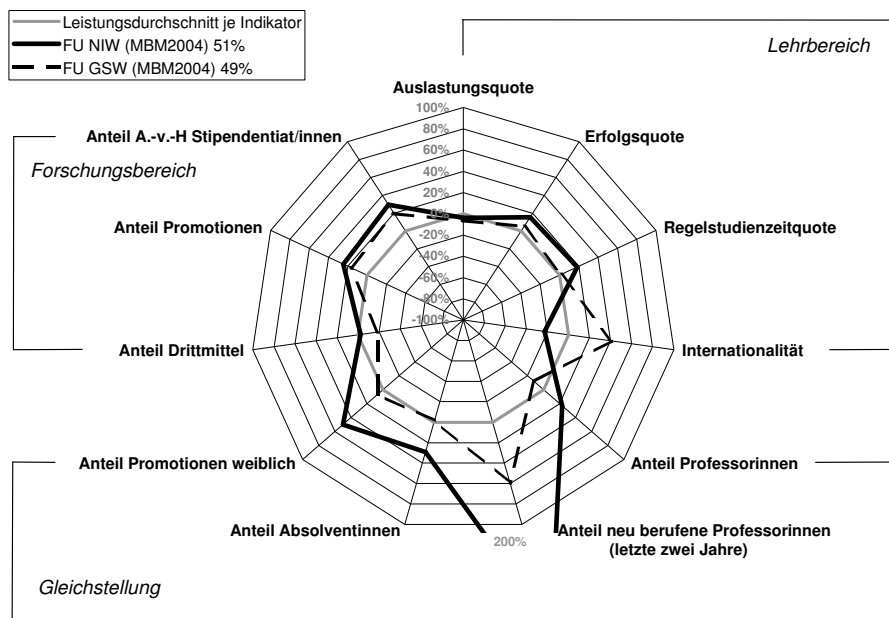 Leistungsdurchschnitt je Indikator
FU NIW (MBM2004) 51%
FU GSW (MBM2004) 49%
Lehrbereich
Auslastungsquote
100%
80%
60%
40%
20%
0%
-20%
-40%
-60%
-80%
-100%
Anteil A.-v.-H Stipendentiat/innen
Erfolgsquote
Forschungsbereich
Anteil Promotionen
Regelstudienzeitquote
Anteil Drittmittel
Internationalität
Anteil Promotionen weiblich
Anteil Professorinnen
Anteil Absolventinnen
Anteil neu berufene Professorinnen
(letzte zwei Jahre)
200%
Gleichstellung